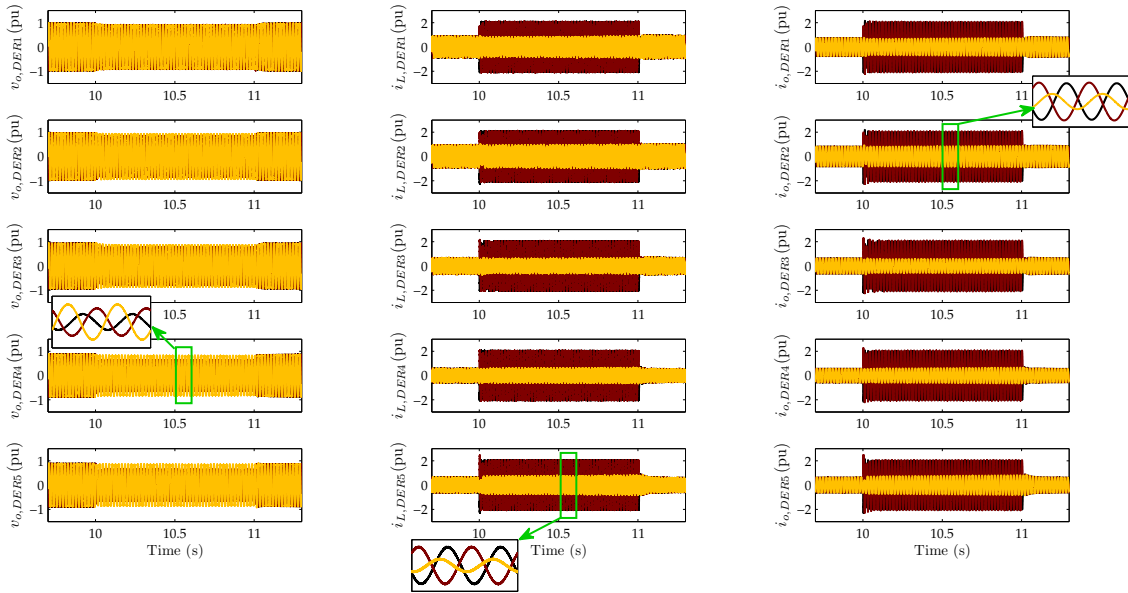 v_{o,DER1} (pu)
1
0
−1
10 10.5 11
i_{L,DER1} (pu)
2
0
−2
10 10.5 11
i_{o,DER1} (pu)
2
0
−2
10 10.5 11
v_{o,DER2} (pu)
1
0
−1
10 10.5 11
i_{L,DER2} (pu)
2
0
−2
10 10.5 11
i_{o,DER2} (pu)
2
0
−2
10 10.5 11
v_{o,DER3} (pu)
1
0
−1
10.5 11
i_{L,DER3} (pu)
2
0
−2
10 10.5 11
i_{o,DER3} (pu)
2
0
−2
10 10.5 11
v_{o,DER4} (pu)
1
0
−1
10 10.5 11
i_{L,DER4} (pu)
2
0
−2
10 10.5 11
i_{o,DER4} (pu)
2
0
−2
10 10.5 11
v_{o,DER5} (pu)
1
0
−1
10 10.5 11
Time (s)
i_{L,DER5} (pu)
2
0
−2
10 10.5 11
Time (s)
i_{o,DER5} (pu)
2
0
−2
10 10.5 11
Time (s)